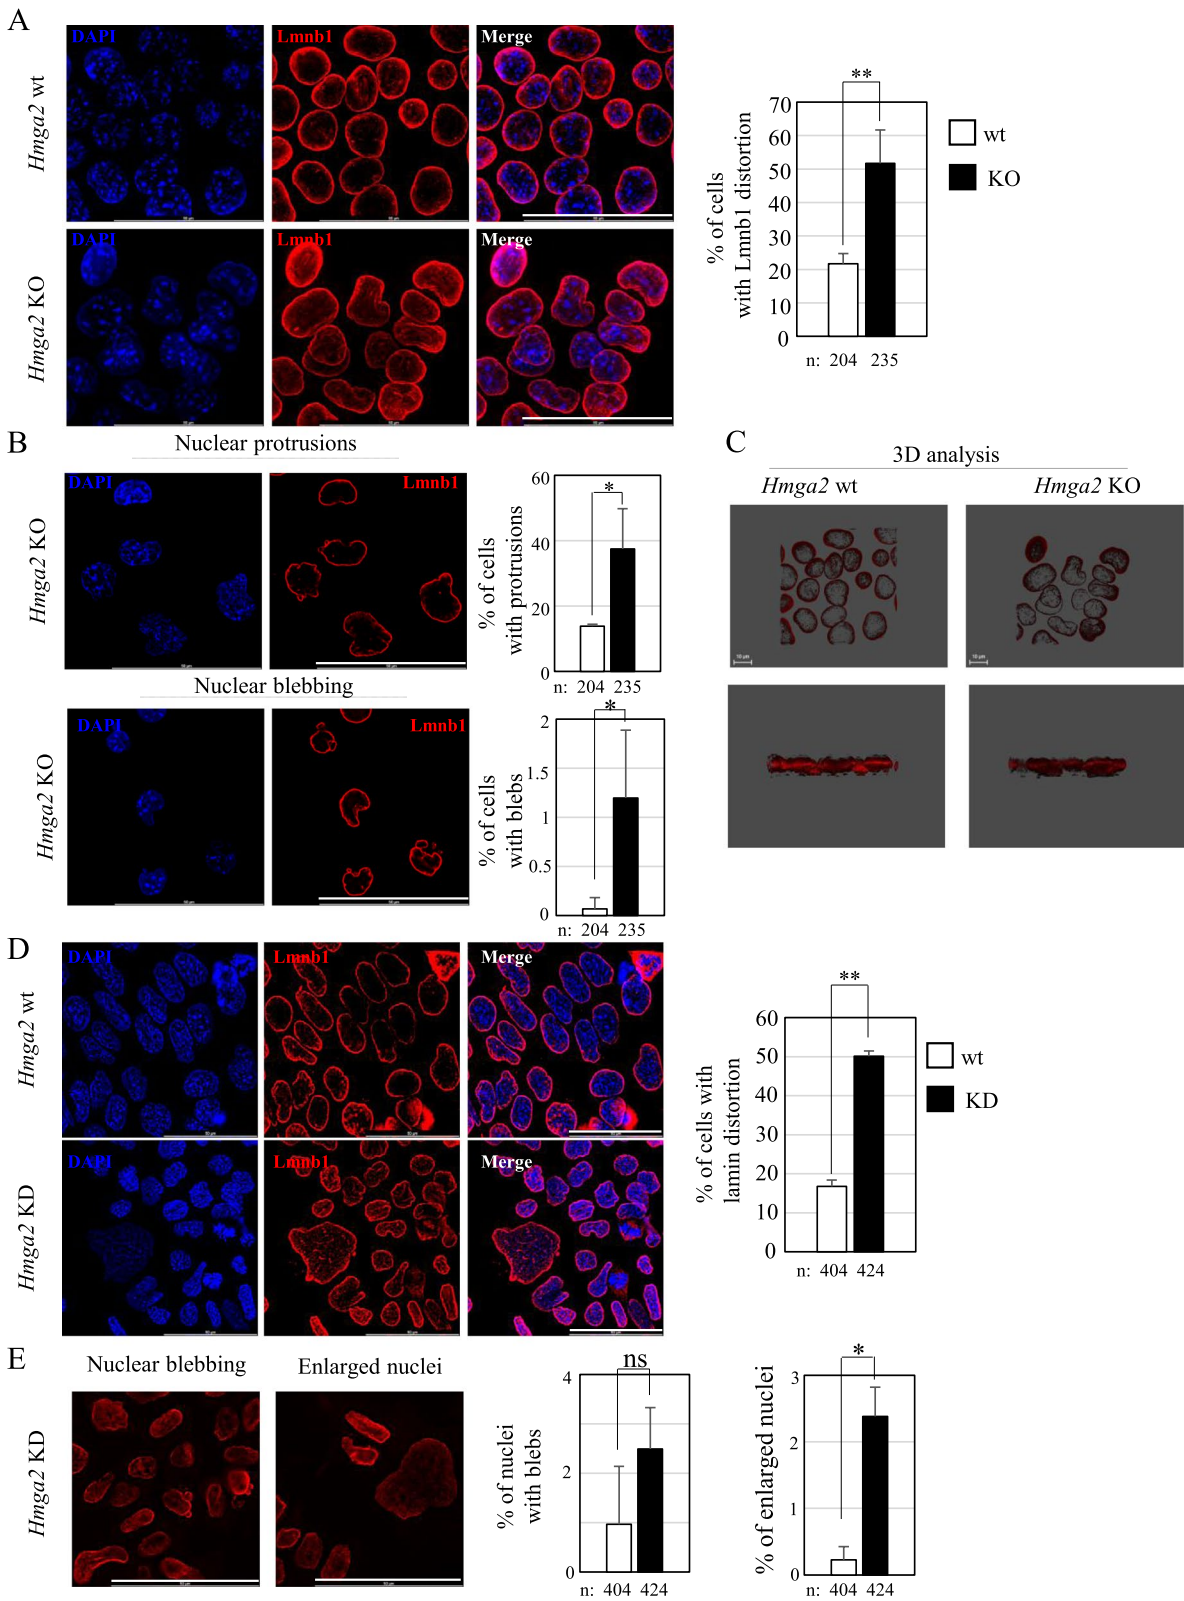 A
Hmga2 wt
DAPI
Lmnb1
Merge
Hmga2 KO
DAPI
Lmnb1
Merge
% of cells
with Lmnb1 distortion
70
60
50
40
30
20
10
0
**
n: 204 235
wt
KO
B
Nuclear protrusions
Hmga2 KO
DAPI
Lmnb1
% of cells
with protrusions
60
40
20
0
*
n: 204 235
Nuclear blebbing
Hmga2 KO
DAPI
Lmnb1
% of cells
with blebs
2
1.5
1
0.5
0
*
n: 204 235
C
3D analysis
Hmga2 wt
Hmga2 KO
10 µm
10 µm
D
Hmga2 wt
DAPI
Lmnb1
Merge
Hmga2 KD
DAPI
Lmnb1
Merge
% of cells with
lamin distortion
60
50
40
30
20
10
0
**
n: 404 424
wt
KD
E
Nuclear blebbing
Enlarged nuclei
Hmga2 KD
% of nuclei
with blebs
4
2
0
ns
n: 404 424
% of enlarged nuclei
3
2
1
0
*
n: 404 424